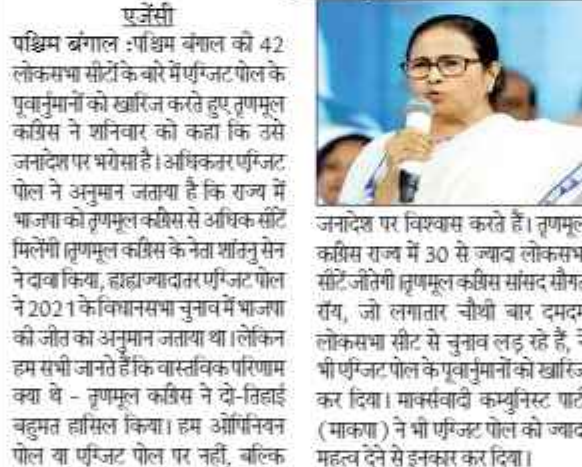 एजेंसी
पश्चिम बंगाल :पश्चिम बंगाल की 42
लोकसभा सीटों के बारे में एग्जिट पोल के
पूवार्नुमानों को खारिज करते हुए तृणमूल
कांग्रेस ने शनिवार को कहा कि उसे
जनादेश पर भरोसा है। अधिकतर एग्जिट
पोल ने अनुमान जताया है कि राज्य में
भाजपा को तृणमूल कांग्रेस से अधिक सीटें
मिलेंगी।तृणमूल कांग्रेस के नेता शांतनु सेन
ने दावा किया, हाहाज्यादातर एग्जिट पोल
ने 2021 के विधानसभा चुनाव में भाजपा
की जीत का अनुमान जताया था। लेकिन
हम सभी जानते हैं कि वास्तविक परिणाम
क्या थे - तृणमूल कांग्रेस ने दो-तिहाई
बहुमत हासिल किया। हम ओपिनियन
पोल या एग्जिट पोल पर नहीं, बल्कि
जनादेश पर विश्वास करते हैं। तृणमूल
कांग्रेस राज्य में 30 से ज्यादा लोकसभ
सीटें जीतेगी।तृणमूल कांग्रेस सांसद सौगत
रॉय, जो लगातार चौथी बार दमदम
लोकसभा सीट से चुनाव लड़ रहे हैं, न
भी एग्जिट पोल के पूवार्नुमानों को खारिज
कर दिया। मार्क्सवादी कम्युनिस्ट पार्ट
(माकपा) ने भी एग्जिट पोल को ज्याद
महत्व देने से इनकार कर दिया।